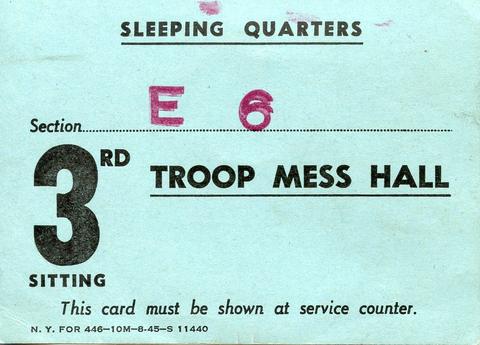 SLEEPING QUARTERS
Section E 6
3RD TROOP MESS HALL
SITTING
This card must be shown at service counter.
N. Y. FOR 446—10M—8-45—S 11440